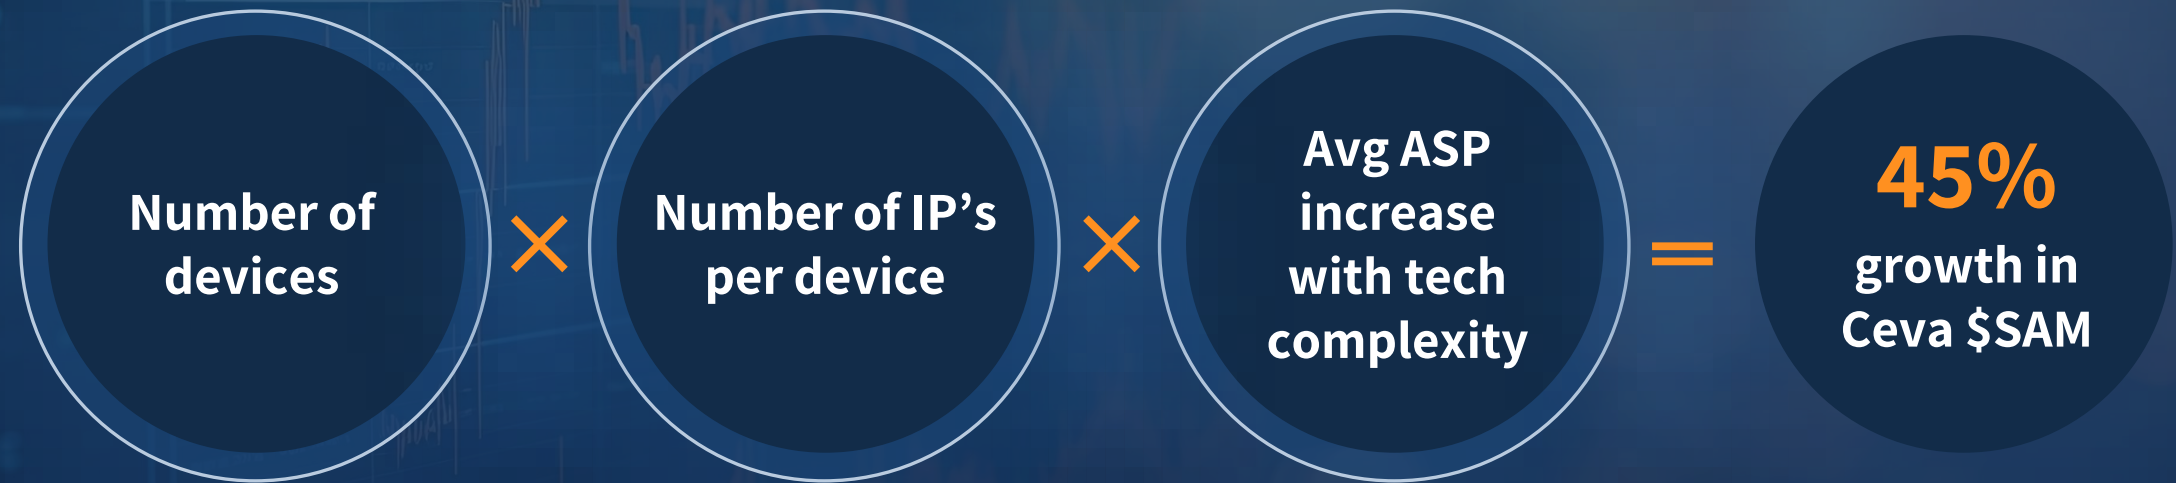 Number of
devices
×
Number of IP’s
per device
×
Avg ASP
increase
with tech
complexity
=
45%
growth in
Ceva $SAM